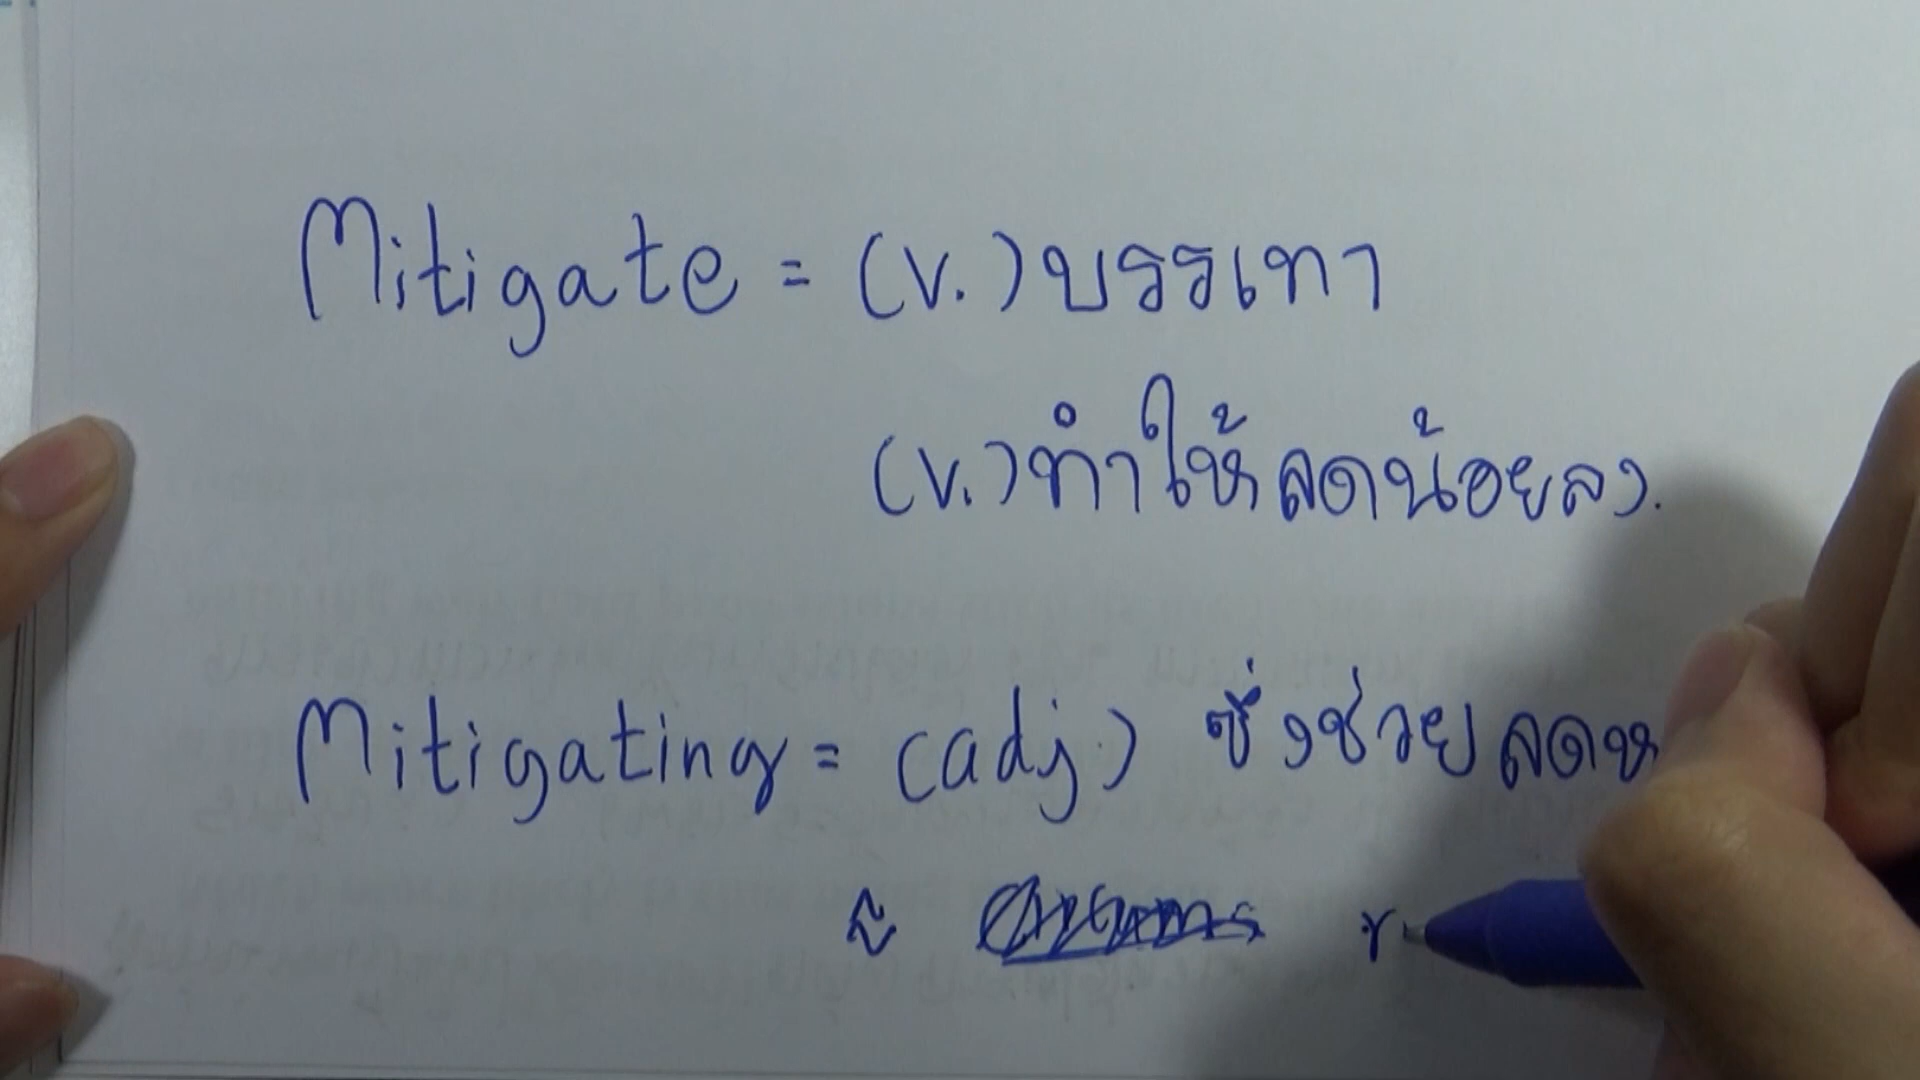 Mitigate = (v.) บรรเทา
(v.) ทำให้ลดน้อยลง.
Mitigating = (adj.) ซึ่งช่วยลดห
≈ r